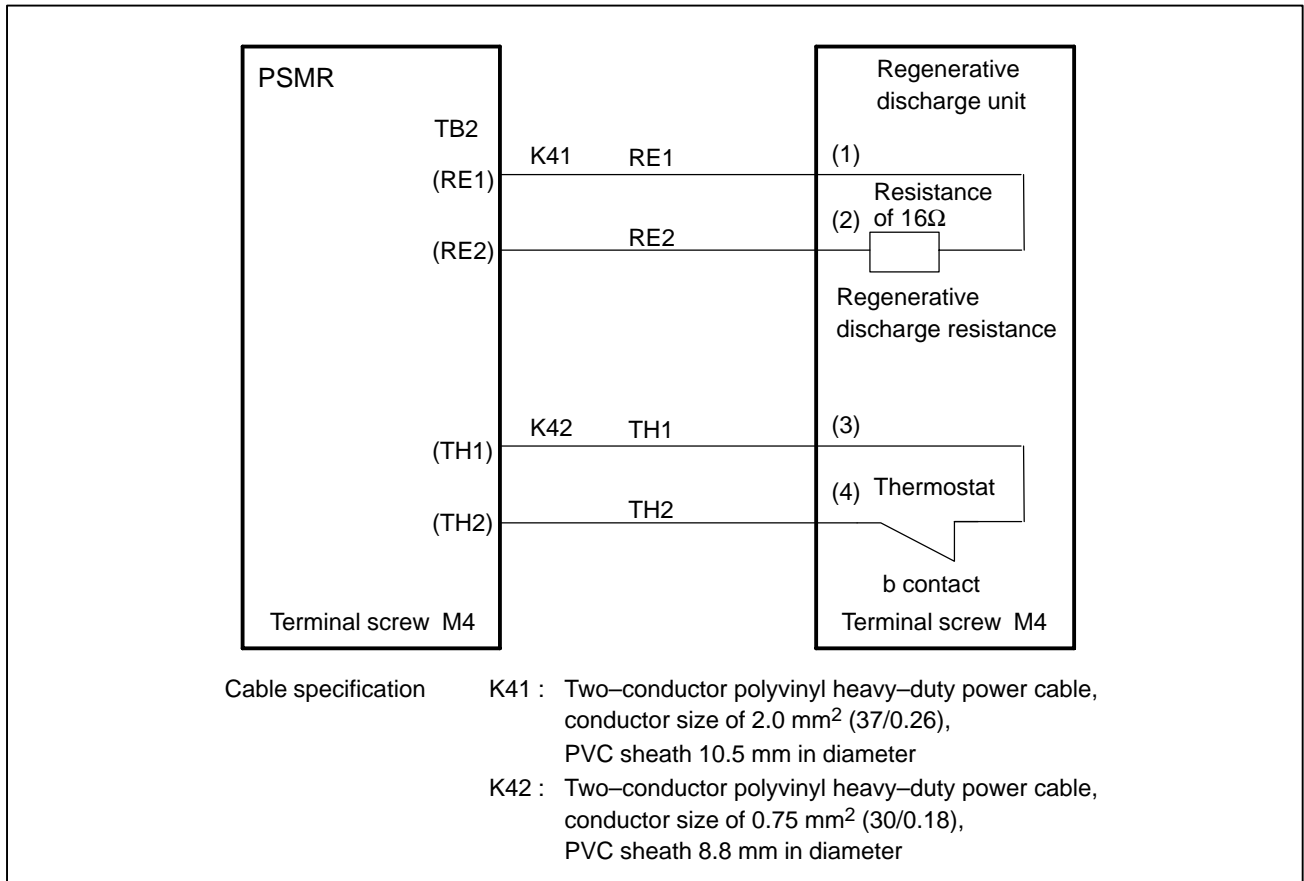 PSMR
TB2
(RE1)
(RE2)
(TH1)
(TH2)
Terminal screw M4
K41 RE1
RE2
K42 TH1
TH2
Regenerative
discharge unit
(1)
Resistance
of 16Ω
(2)
Regenerative
discharge resistance
(3)
(4) Thermostat
b contact
Terminal screw M4
Cable specification K41 : Two–conductor polyvinyl heavy–duty power cable,
conductor size of 2.0 mm² (37/0.26),
PVC sheath 10.5 mm in diameter
K42 : Two–conductor polyvinyl heavy–duty power cable,
conductor size of 0.75 mm² (30/0.18),
PVC sheath 8.8 mm in diameter